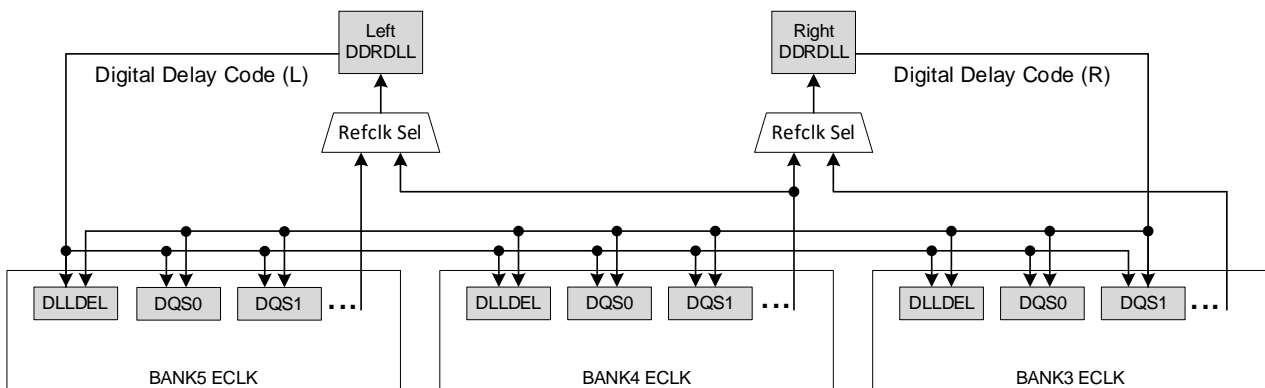 Left
DDRDLL
Right
DDRDLL
Digital Delay Code (L)
Digital Delay Code (R)
Refclk Sel
Refclk Sel
DLLDEL
DQS0
DQS1
...
DLLDEL
DQS0
DQS1
...
DLLDEL
DQS0
DQS1
...
BANK5 ECLK
BANK4 ECLK
BANK3 ECLK